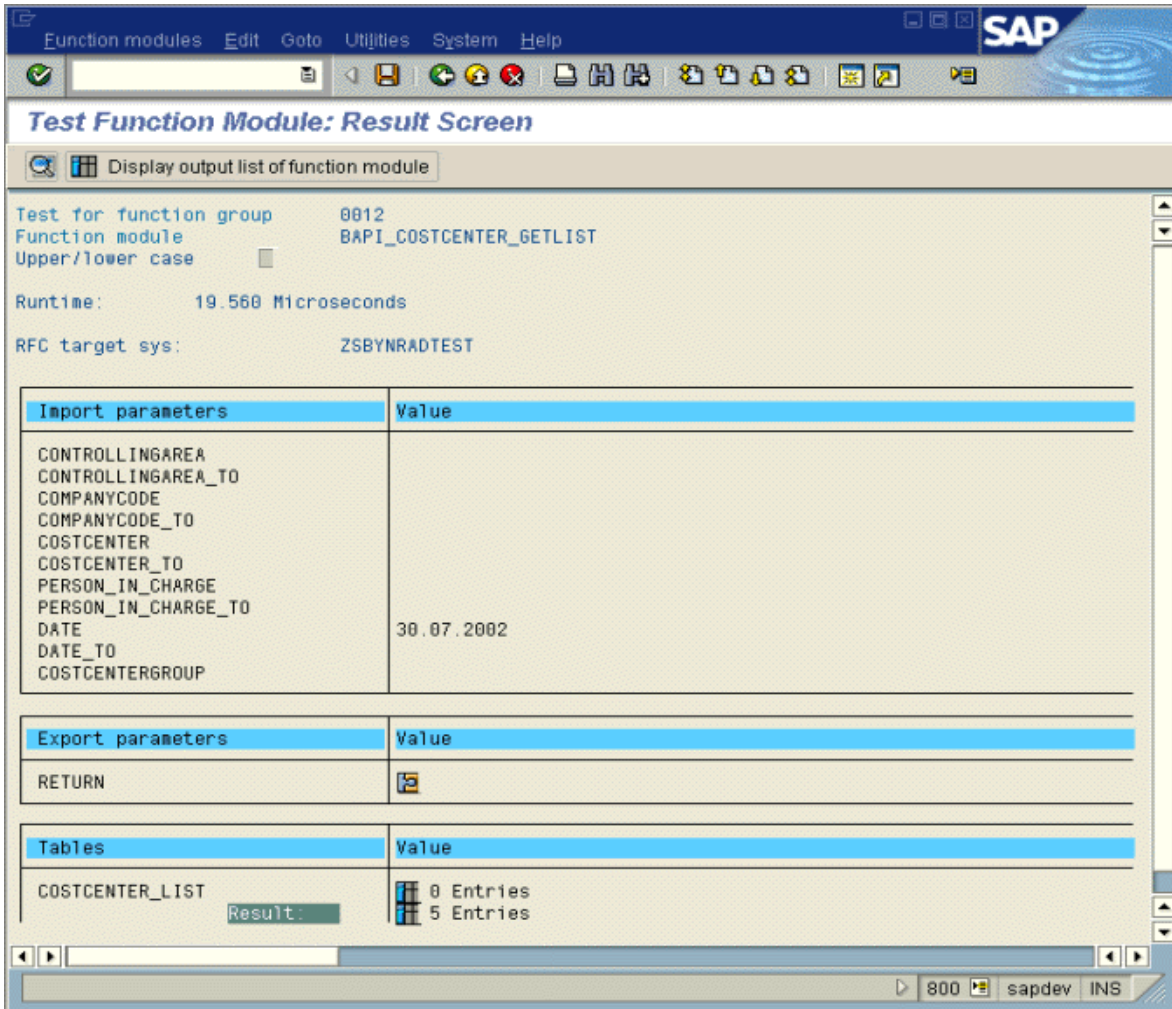 Function modules Edit Goto Utilities System Help
SAP
Test Function Module: Result Screen
Display output list of function module
Test for function group 0012
Function module BAPI_COSTCENTER_GETLIST
Upper/lower case
Runtime: 19.560 Microseconds
RFC target sys: ZSBYNRADTEST
Import parameters Value
CONTROLLINGAREA
CONTROLLINGAREA_TO
COMPANYCODE
COMPANYCODE_TO
COSTCENTER
COSTCENTER_TO
PERSON_IN_CHARGE
PERSON_IN_CHARGE_TO
DATE 30.07.2002
DATE_TO
COSTCENTERGROUP
Export parameters Value
RETURN
Tables Value
COSTCENTER_LIST 0 Entries
Result: 5 Entries
800 sapdev INS